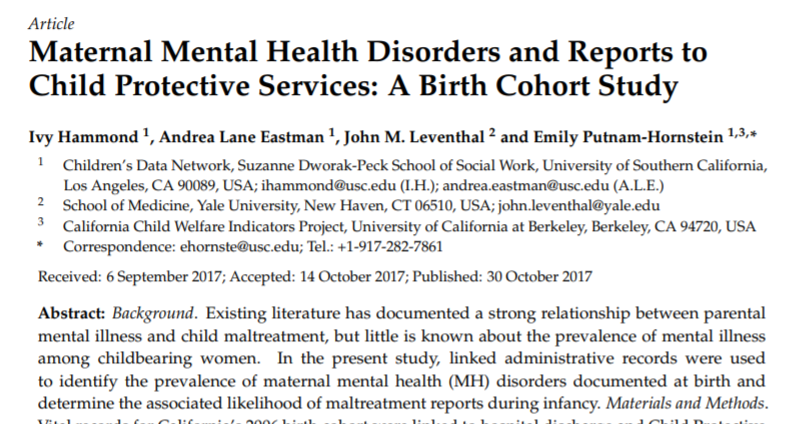 Article
Maternal Mental Health Disorders and Reports to
Child Protective Services: A Birth Cohort Study
Ivy Hammond 1, Andrea Lane Eastman 1, John M. Leventhal 2 and Emily Putnam-Hornstein 1,3,*
1 Children's Data Network, Suzanne Dworak-Peck School of Social Work, University of Southern California,
Los Angeles, CA 90089, USA; ihammond@usc.edu (I.H.); andrea.eastman@usc.edu (A.L.E.)
2 School of Medicine, Yale University, New Haven, CT 06510, USA; john.leventhal@yale.edu
3 California Child Welfare Indicators Project, University of California at Berkeley, Berkeley, CA 94720, USA
* Correspondence: ehornste@usc.edu; Tel.: +1-917-282-7861
Received: 6 September 2017; Accepted: 14 October 2017; Published: 30 October 2017
Abstract: Background. Existing literature has documented a strong relationship between parental
mental illness and child maltreatment, but little is known about the prevalence of mental illness
among childbearing women. In the present study, linked administrative records were used
to identify the prevalence of maternal mental health (MH) disorders documented at birth and
determine the associated likelihood of maltreatment reports during infancy. Materials and Methods.